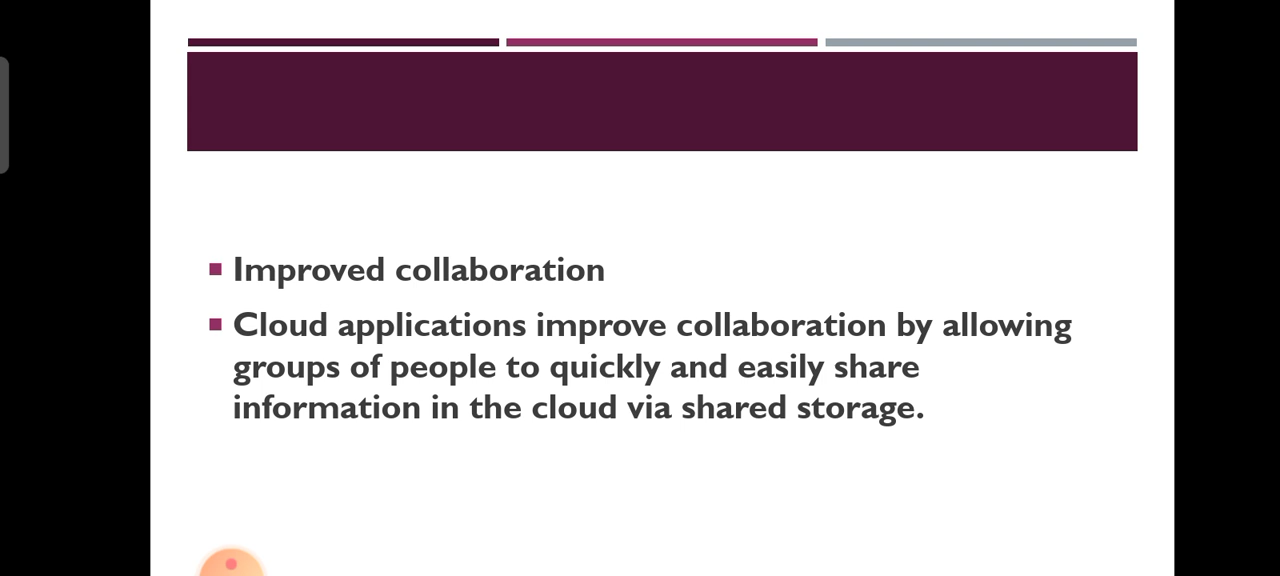 Improved collaboration
Cloud applications improve collaboration by allowing
groups of people to quickly and easily share
information in the cloud via shared storage.